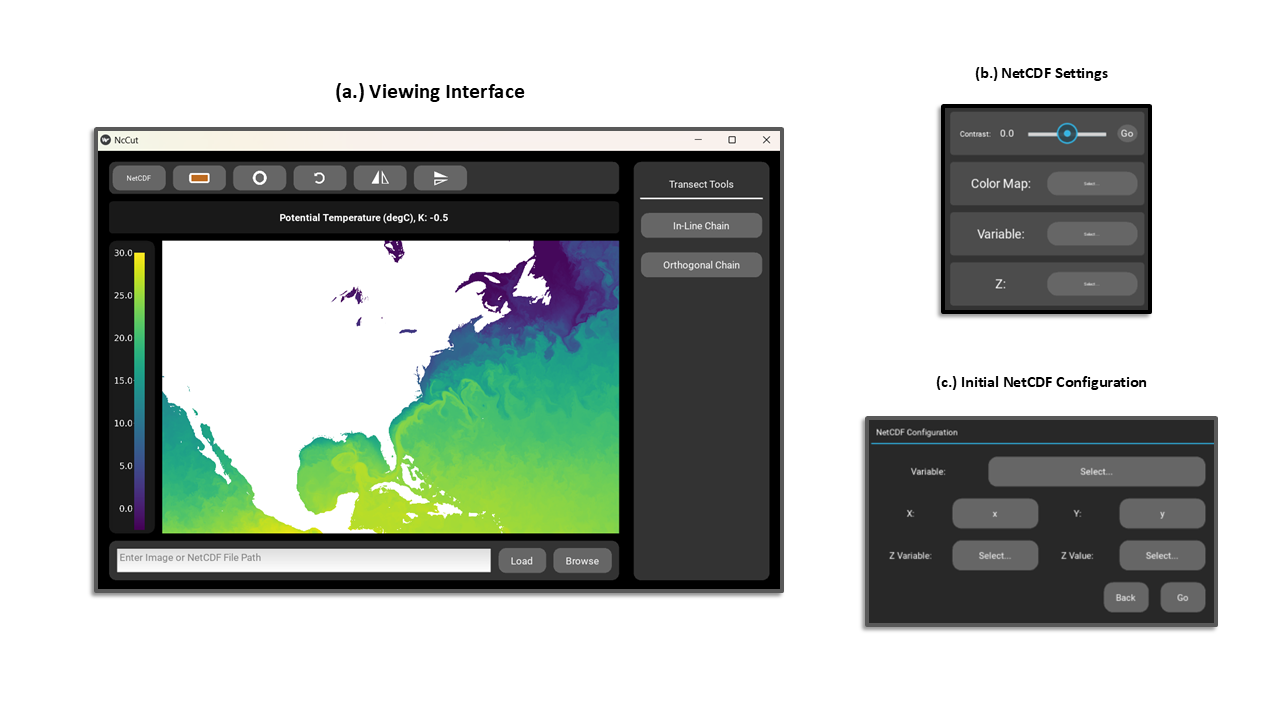 (a.) Viewing Interface
NcCut
NetCDF
Potential Temperature (degC), K: -0.5
30.0
25.0
20.0
15.0
10.0
5.0
0.0
Enter Image or NetCDF File Path
Load
Browse
Transect Tools
In-Line Chain
Orthogonal Chain
(b.) NetCDF Settings
Contrast: 0.0 Go
Color Map: Select...
Variable: Select...
Z: Select...
(c.) Initial NetCDF Configuration
NetCDF Configuration
Variable: Select...
X: x Y: y
Z Variable: Select... Z Value: Select...
Back Go